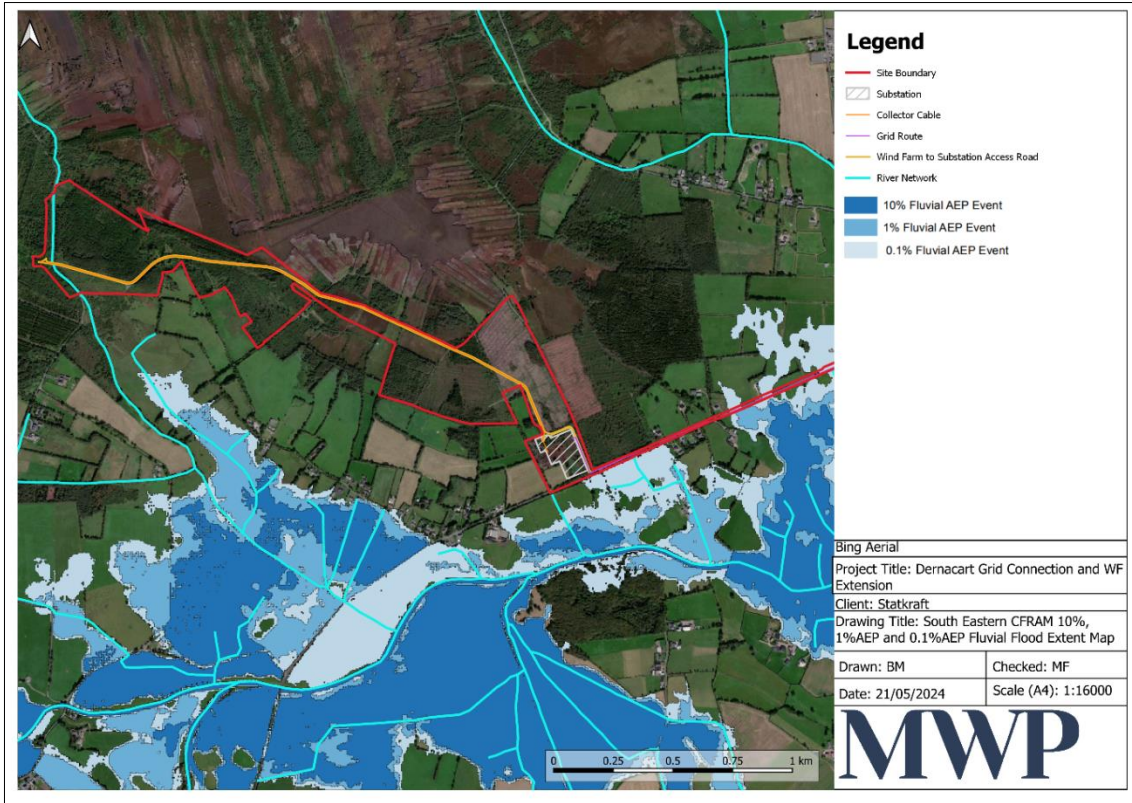 Legend
Site Boundary
Substation
Collector Cable
Grid Route
Wind Farm to Substation Access Road
River Network
10% Fluvial AEP Event
1% Fluvial AEP Event
0.1% Fluvial AEP Event
Bing Aerial
Project Title: Dernacart Grid Connection and WF
Extension
Client: Statkraft
Drawing Title: South Eastern CFRAM 10%,
1%AEP and 0.1%AEP Fluvial Flood Extent Map
Drawn: BM
Checked: MF
Date: 21/05/2024
Scale (A4): 1:16000
MWP
0 0.25 0.5 0.75 1 km